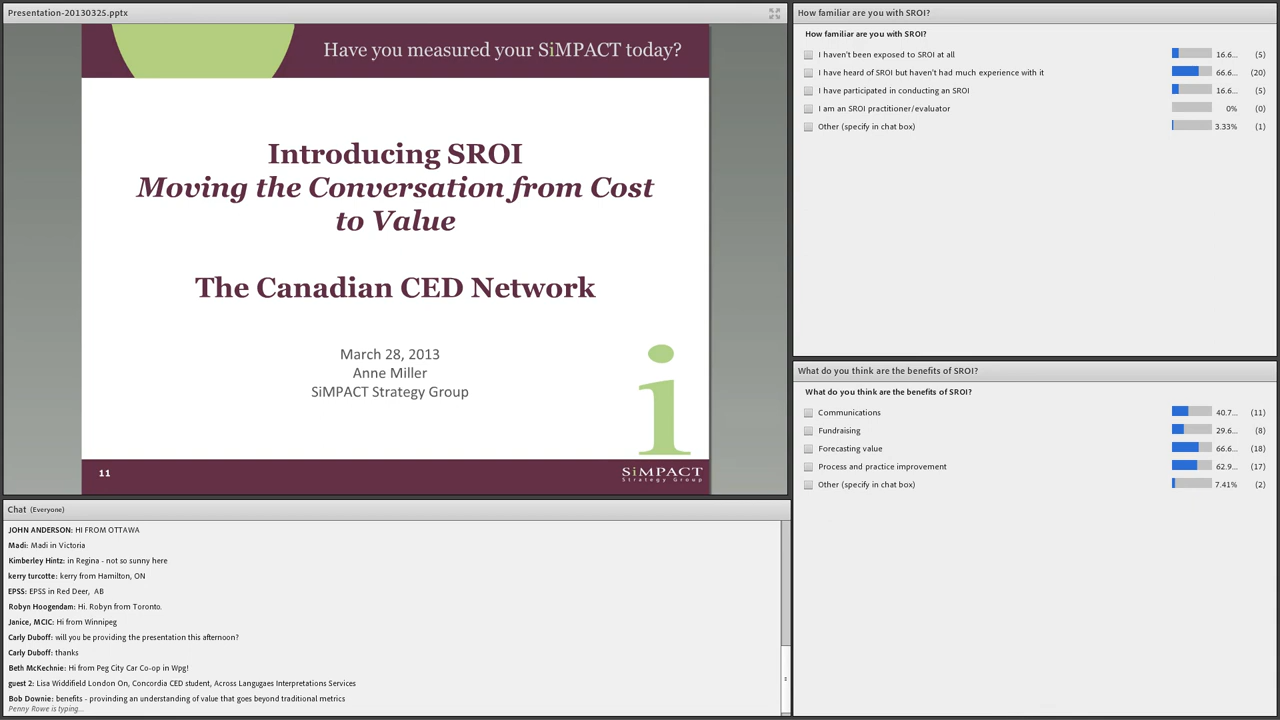 Presentation-20130325.pptx
Have you measured your SiMPACT today?
Introducing SROI
Moving the Conversation from Cost
to Value
The Canadian CED Network
March 28, 2013
Anne Miller
SiMPACT Strategy Group
i
11
SiMPACT
Strategy Group
Chat (Everyone)
JOHN ANDERSON: HI FROM OTTAWA
Madi: Madi in Victoria
Kimberley Hintz: in Regina - not so sunny here
kerry turcotte: kerry from Hamilton, ON
EPSS: EPSS in Red Deer, AB
Robyn Hoogendam: Hi. Robyn from Toronto.
Janice, MCIC: Hi from Winnipeg
Carly Duboff: will you be providing the presentation this afternoon?
Carly Duboff: thanks
Beth McKechnie: Hi from Peg City Car Co-op in Wpg!
guest 2: Lisa Widdifield London On, Concordia CED student, Across Langugaes Interpretations Services
Bob Downie: benefits - provinding an understanding of value that goes beyond traditional metrics
Penny Rowe is typing...
How familiar are you with SROI?
How familiar are you with SROI?
I haven't been exposed to SROI at all 16.6... (5)
I have heard of SROI but haven't had much experience with it 66.6... (20)
I have participated in conducting an SROI 16.6... (5)
I am an SROI practitioner/evaluator 0% (0)
Other (specify in chat box) 3.33% (1)
What do you think are the benefits of SROI?
What do you think are the benefits of SROI?
Communications 40.7... (11)
Fundraising 29.6... (8)
Forecasting value 66.6... (18)
Process and practice improvement 62.9... (17)
Other (specify in chat box) 7.41% (2)